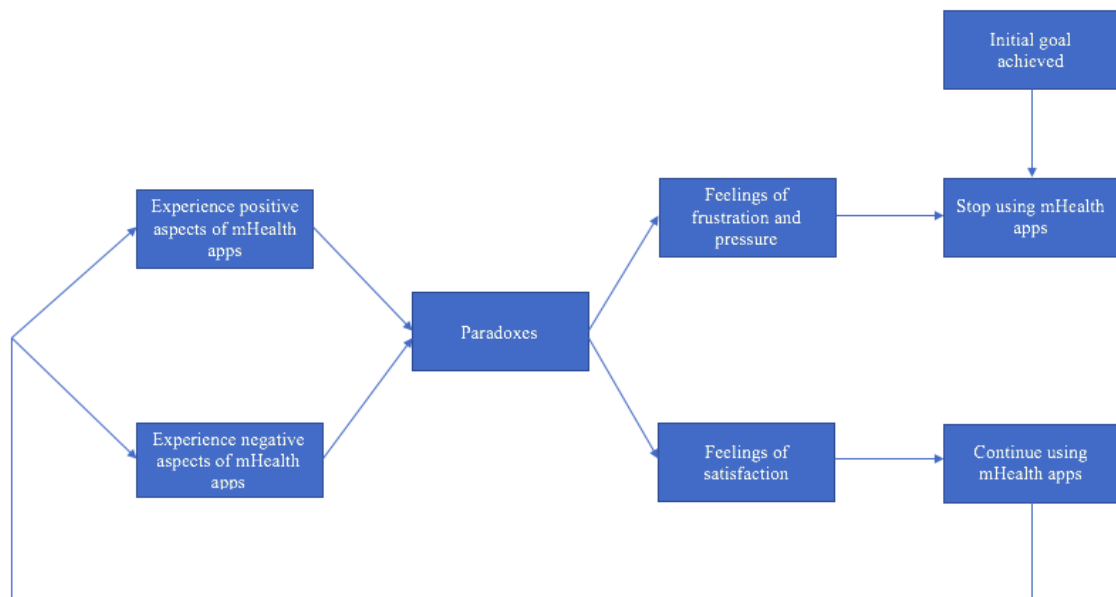 Initial goal
achieved
Experience positive
aspects of mHealth
apps
Feelings of
frustration and
pressure
Stop using mHealth
apps
Paradoxes
Experience negative
aspects of mHealth
apps
Feelings of
satisfaction
Continue using
mHealth apps